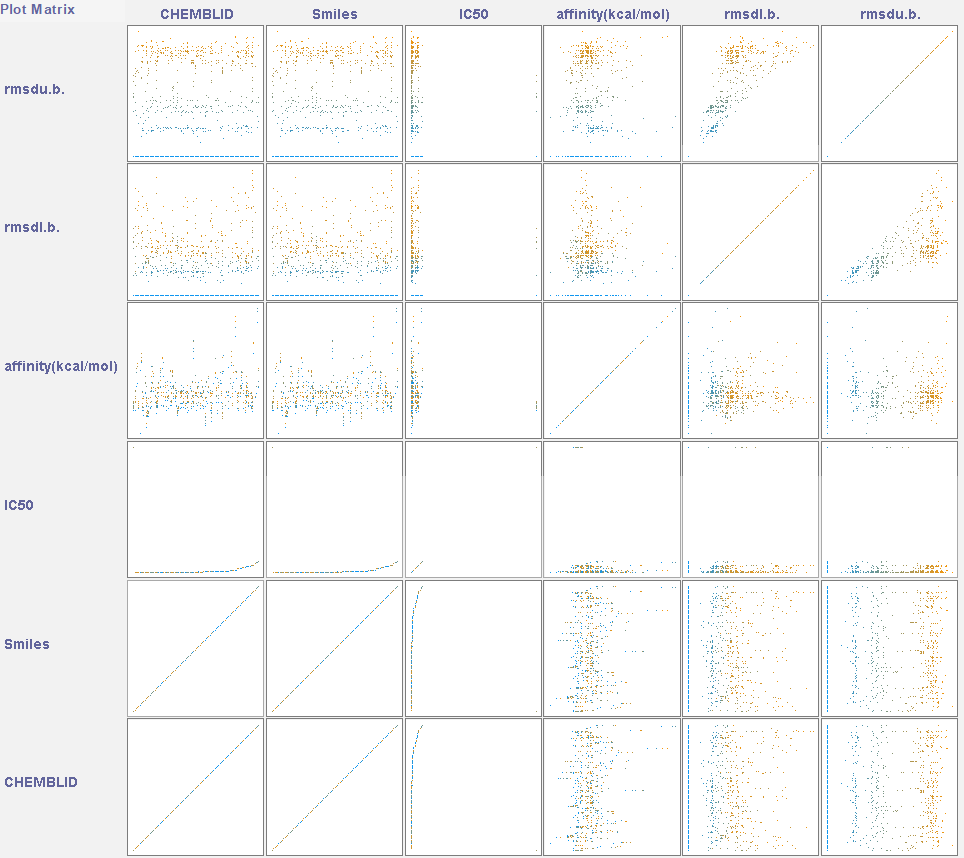 Plot Matrix
CHEMBLID Smiles IC50 affinity(kcal/mol) rmsdl.b. rmsdu.b.
rmsdu.b.
rmsdl.b.
affinity(kcal/mol)
IC50
Smiles
CHEMBLID